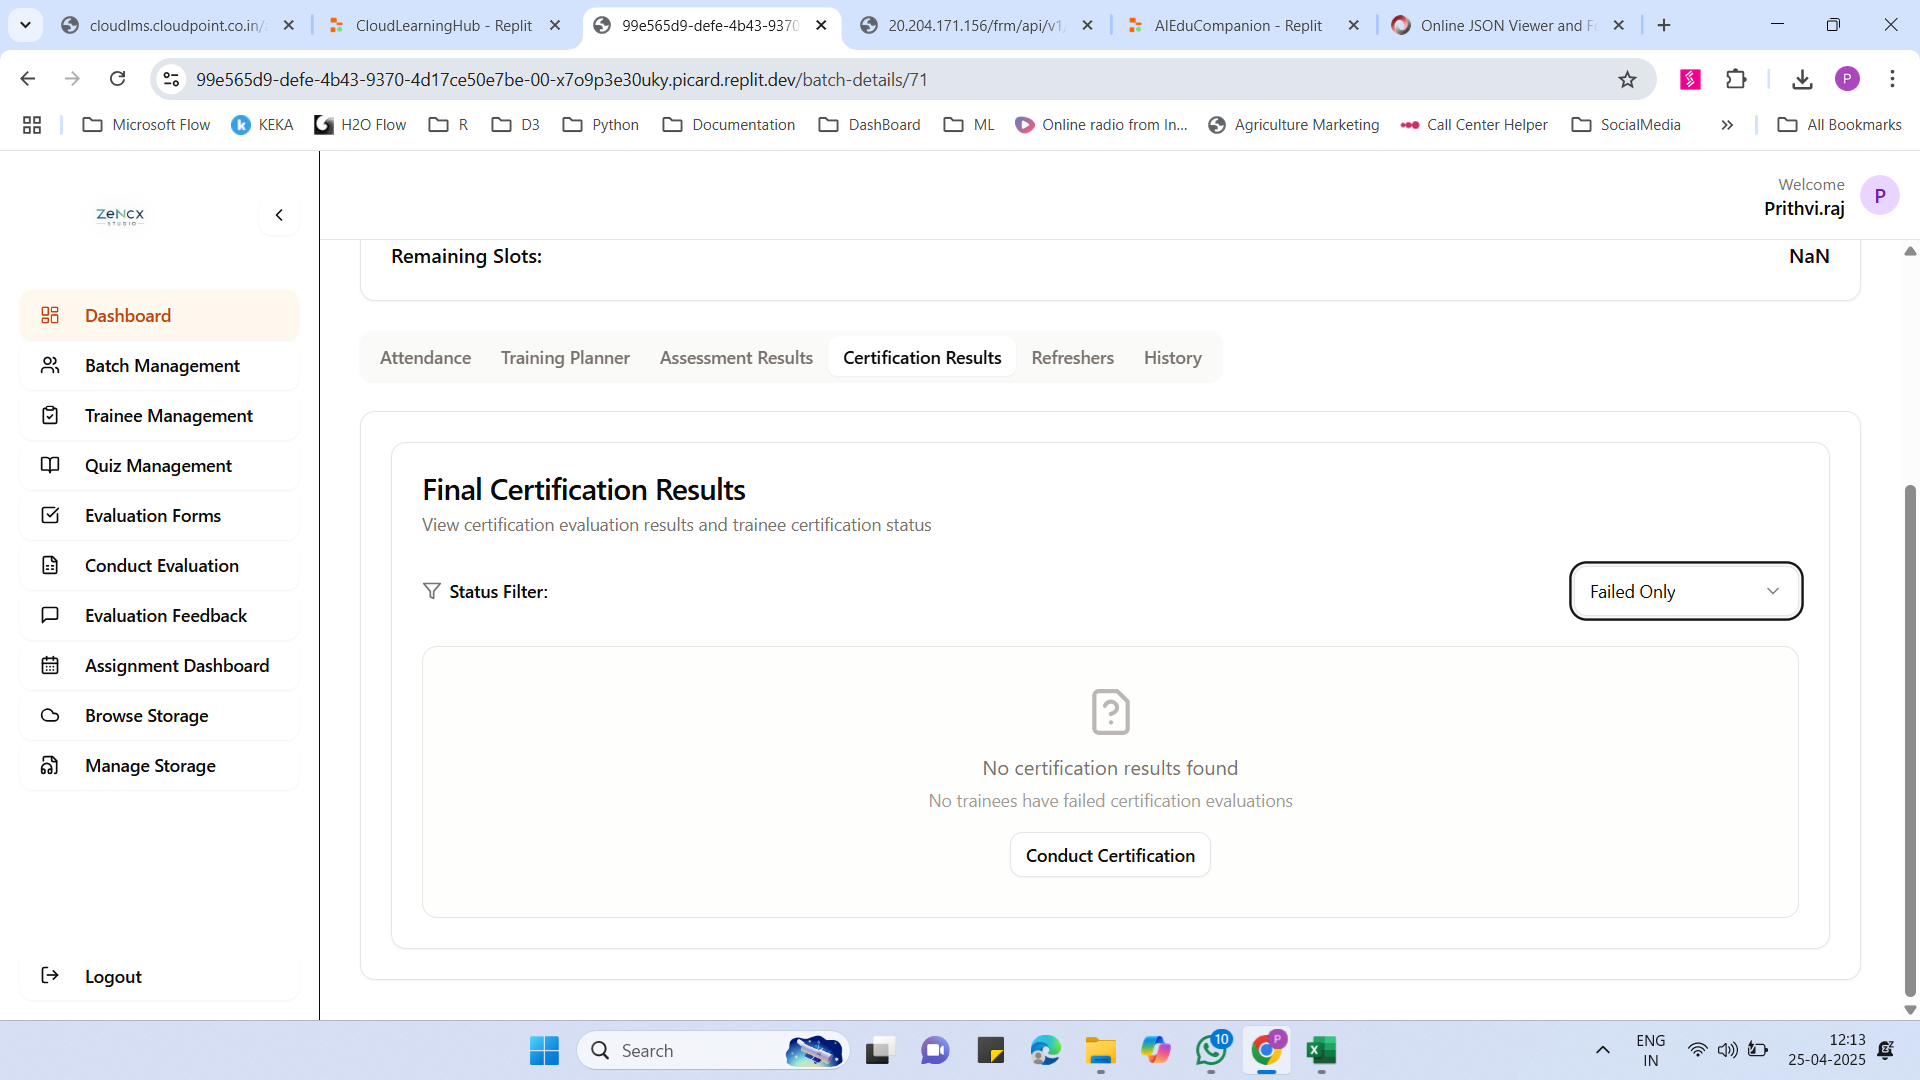 cloudlms.cloudpoint.co.in/a
CloudLearningHub - Replit
99e565d9-defe-4b43-9370
20.204.171.156/frm/api/v1/
AIEduCompanion - Replit
Online JSON Viewer and Fo
99e565d9-defe-4b43-9370-4d17ce50e7be-00-x7o9p3e30uky.picard.replit.dev/batch-details/71
P
Microsoft Flow
KEKA
H2O Flow
R
D3
Python
Documentation
DashBoard
ML
Online radio from In...
Agriculture Marketing
Call Center Helper
SocialMedia
All Bookmarks
ZeNcx
STUDIO
Welcome
Prithvi.raj
P
Dashboard
Batch Management
Trainee Management
Quiz Management
Evaluation Forms
Conduct Evaluation
Evaluation Feedback
Assignment Dashboard
Browse Storage
Manage Storage
Logout
Remaining Slots:
NaN
Attendance
Training Planner
Assessment Results
Certification Results
Refreshers
History
Final Certification Results
View certification evaluation results and trainee certification status
Status Filter:
Failed Only
No certification results found
No trainees have failed certification evaluations
Conduct Certification
Search
10
P
ENG
IN
12:13
25-04-2025